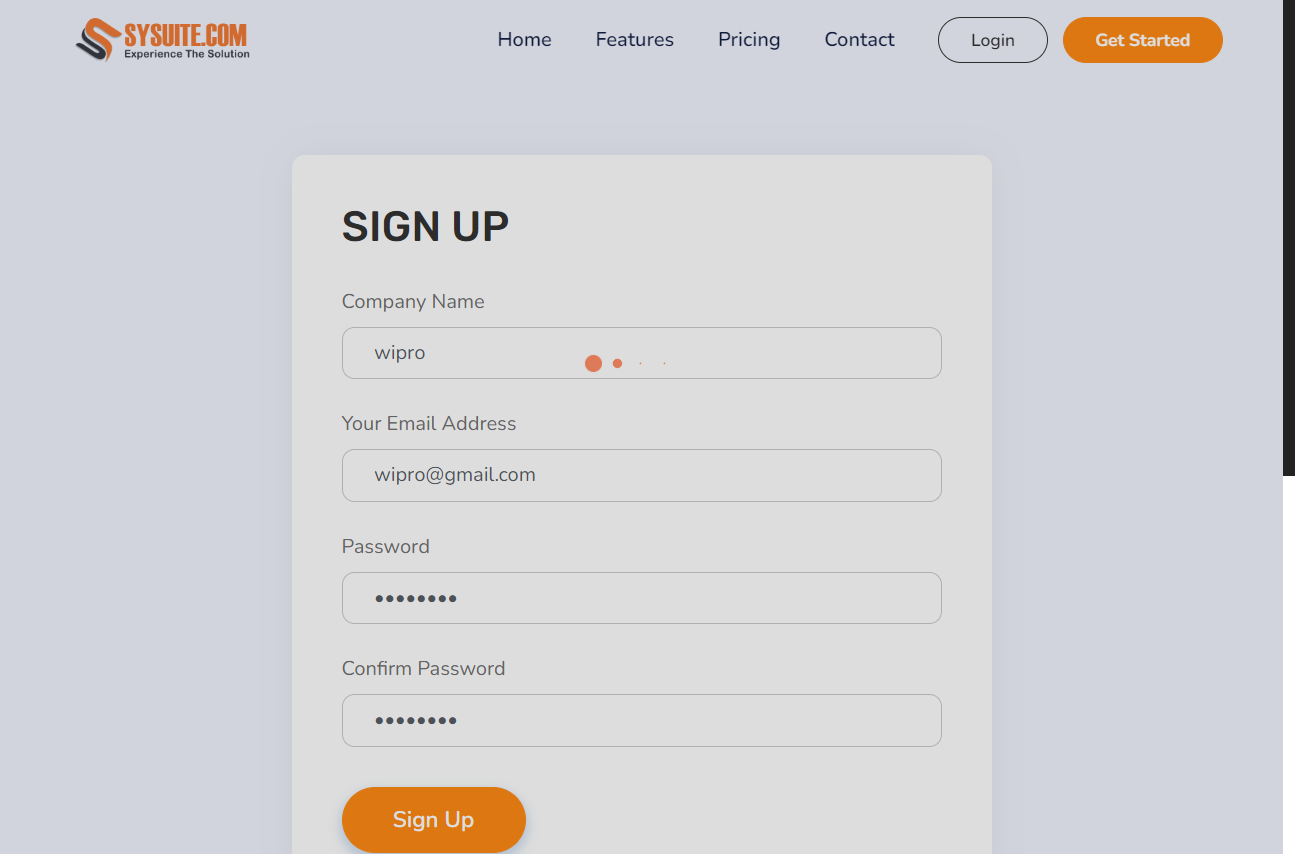 SYSUITE.COM
Experience The Solution
Home Features Pricing Contact Login Get Started
SIGN UP
Company Name
wipro
Your Email Address
wipro@gmail.com
Password
••••••••
Confirm Password
••••••••
Sign Up